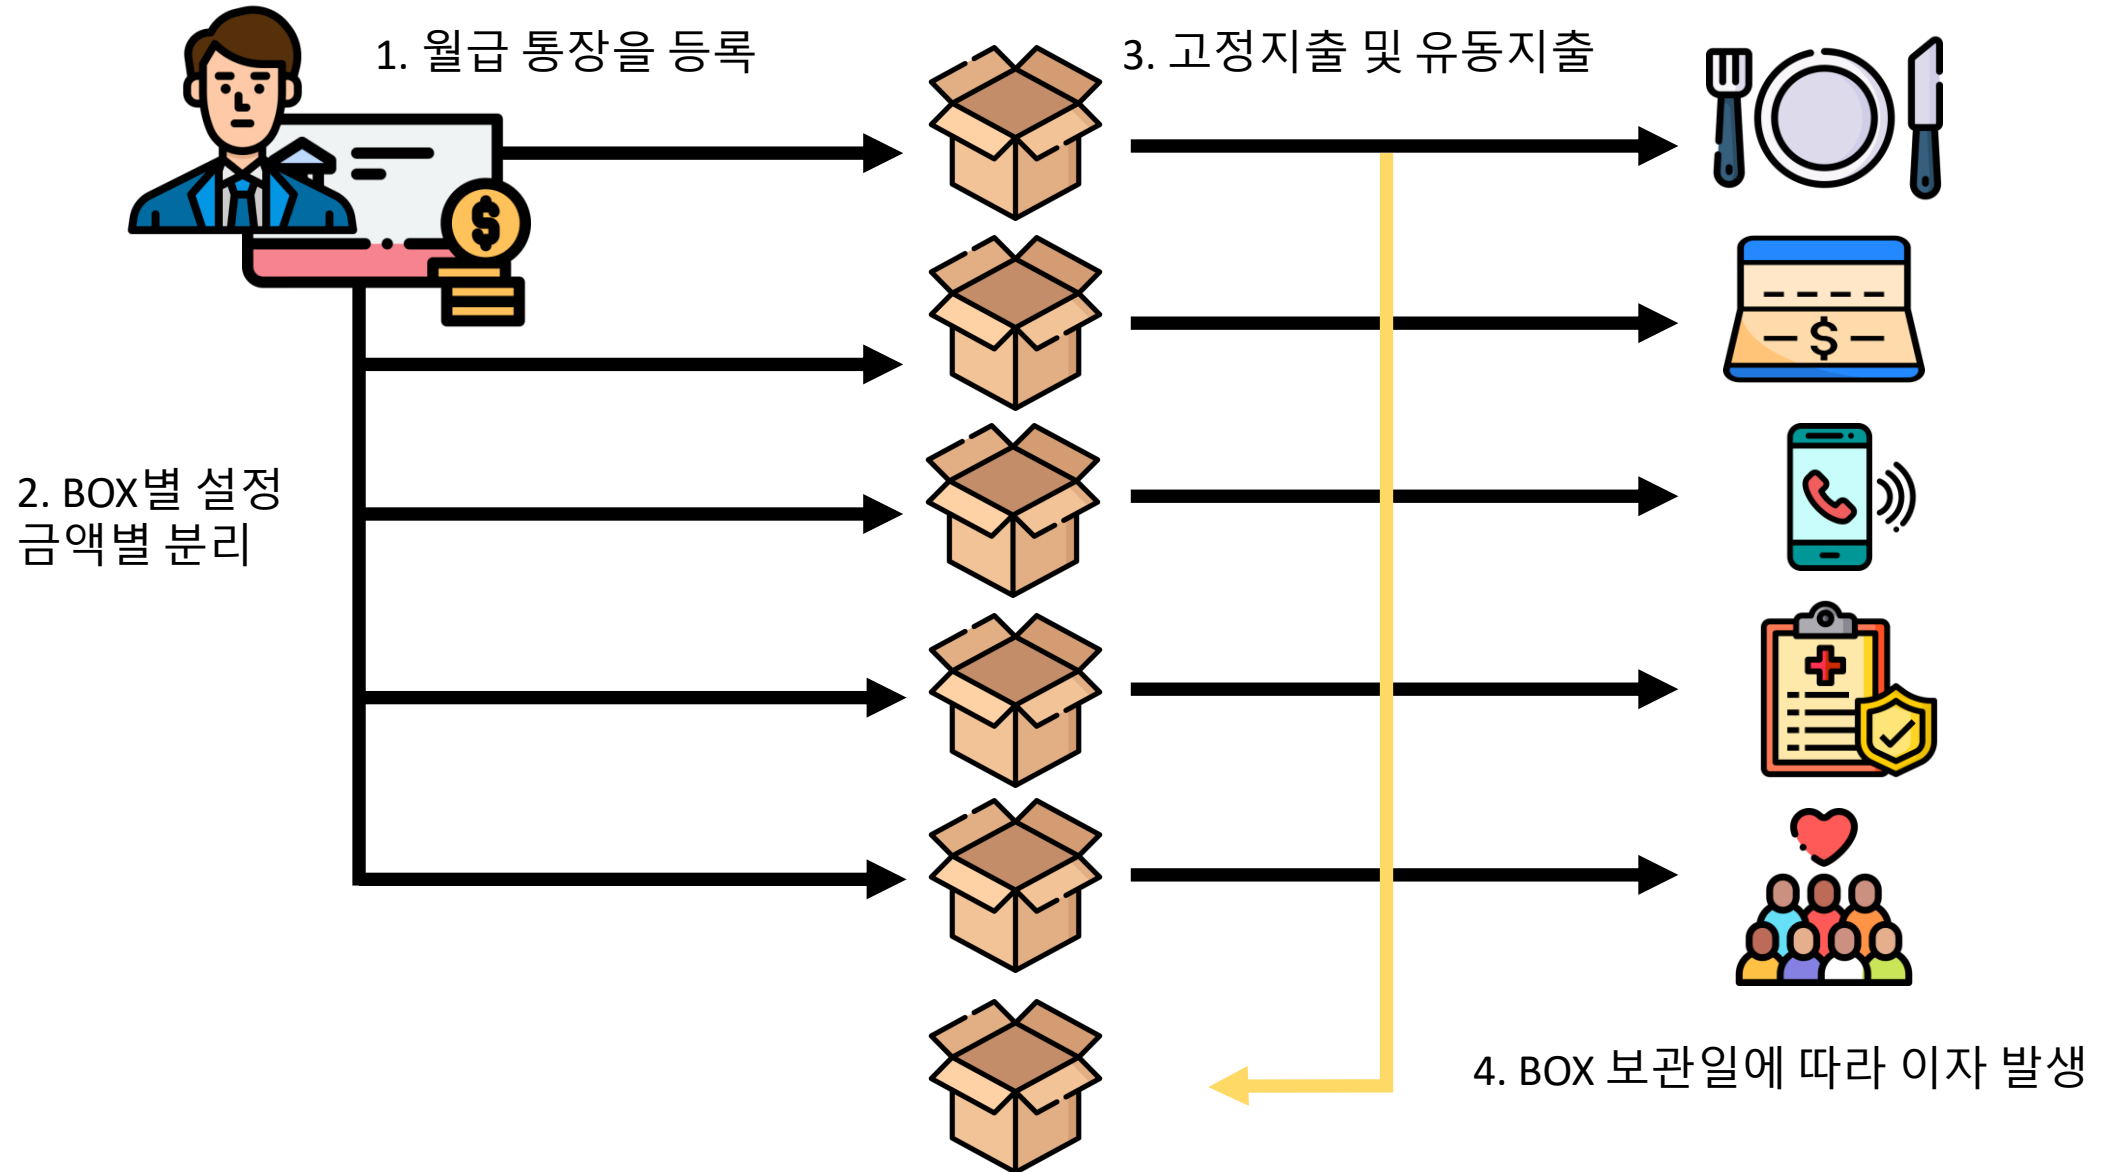 1. 월급 통장을 등록
3. 고정지출 및 유동지출
$
$
2. BOX별 설정
금액별 분리
4. BOX 보관일에 따라 이자 발생